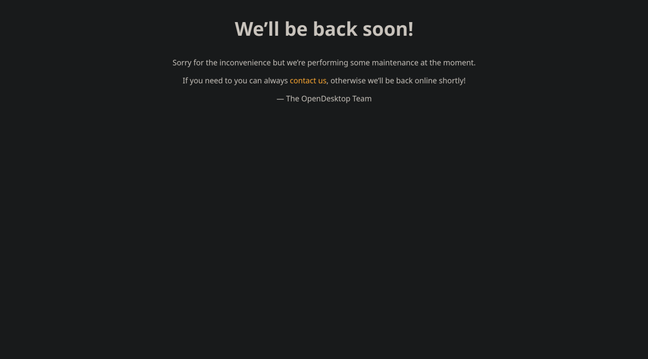 We’ll be back soon!
Sorry for the inconvenience but we’re performing some maintenance at the moment.
If you need to you can always contact us, otherwise we’ll be back online shortly!
— The OpenDesktop Team